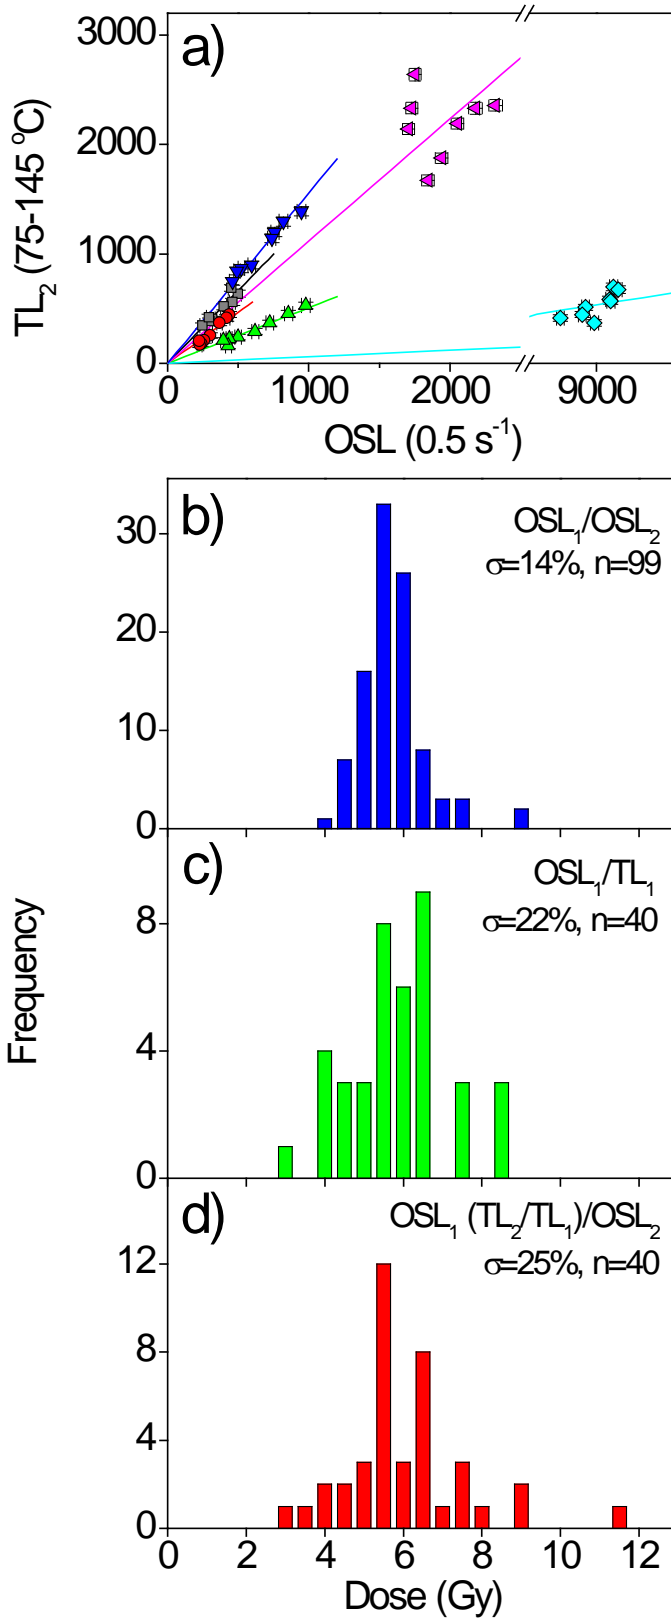 a)
TL₂ (75-145 °C)
3000
2000
1000
0
0 1000 2000 9000
OSL (0.5 s⁻¹)
b)
OSL₁/OSL₂
σ=14%, n=99
30
20
10
0
c)
OSL₁/TL₁
σ=22%, n=40
8
4
0
Frequency
d)
OSL₁ (TL₂/TL₁)/OSL₂
σ=25%, n=40
12
8
4
0
0 2 4 6 8 10 12
Dose (Gy)